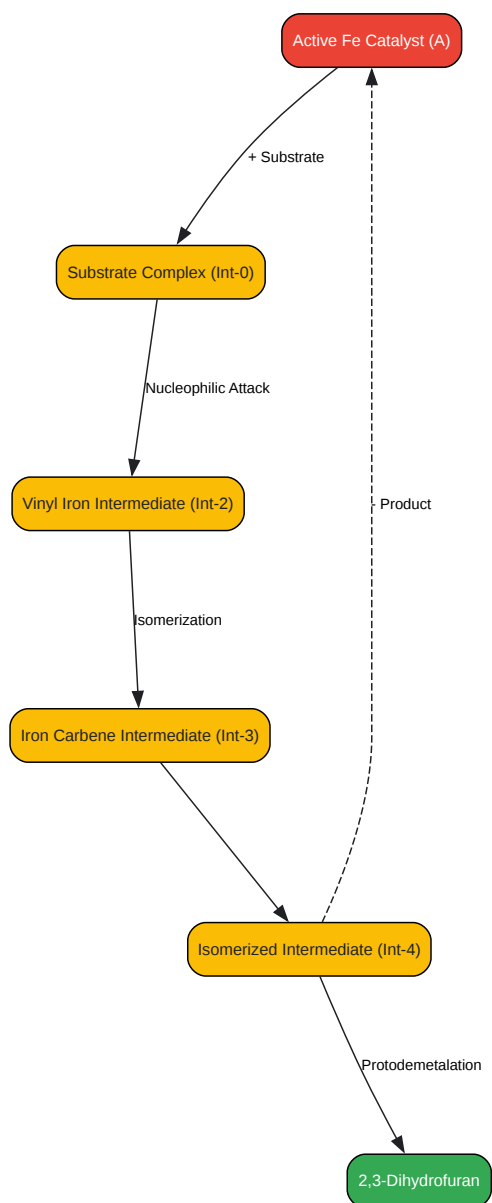 Active Fe Catalyst (A)
+ Substrate
Substrate Complex (Int-0)
Nucleophilic Attack
Vinyl Iron Intermediate (Int-2)
- Product
Isomerization
Iron Carbene Intermediate (Int-3)
Isomerized Intermediate (Int-4)
Protodemetalation
2,3-Dihydrofuran